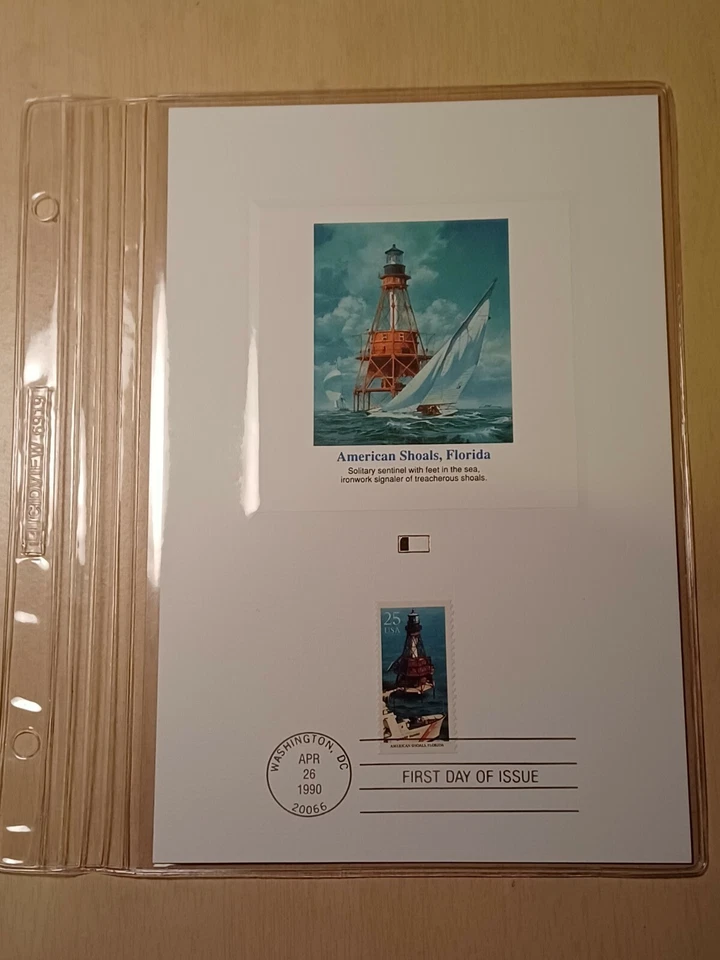 American Shoals, Florida
Solitary sentinel with feet in the sea,
ironwork signaler of treacherous shoals.
25
USA
AMERICAN SHOALS, FLORIDA
WASHINGTON, DC
APR
26
1990
20066
FIRST DAY OF ISSUE